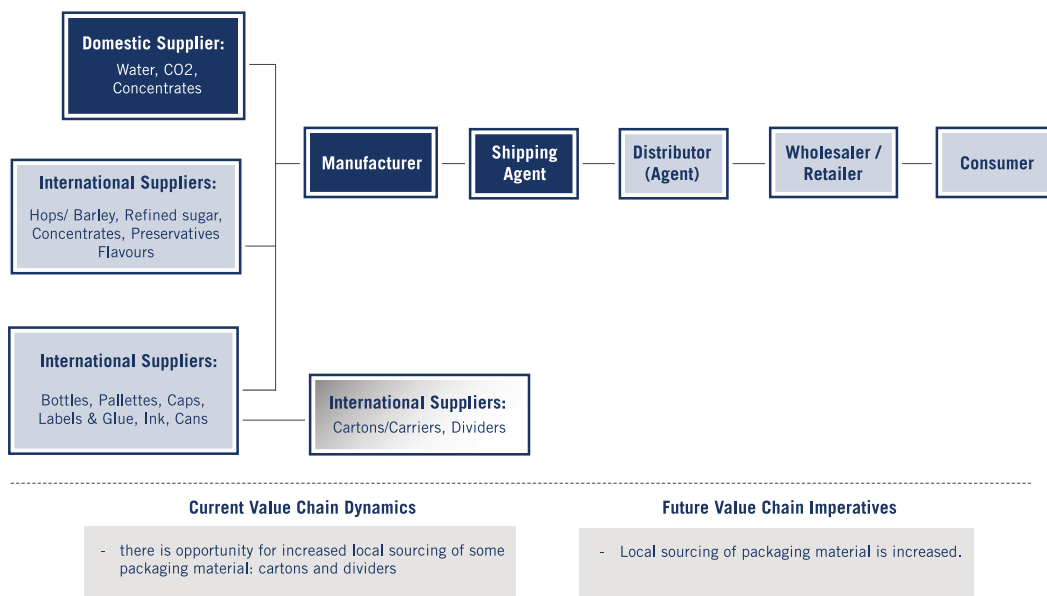 Domestic Supplier:
Water, CO2,
Concentrates
International Suppliers:
Hops/ Barley, Refined sugar,
Concentrates, Preservatives
Flavours
International Suppliers:
Bottles, Pallettes, Caps,
Labels & Glue, Ink, Cans
International Suppliers:
Cartons/Carriers, Dividers
Manufacturer
Shipping
Agent
Distributor
(Agent)
Wholesaler /
Retailer
Consumer
Current Value Chain Dynamics
- there is opportunity for increased local sourcing of some
packaging material: cartons and dividers
Future Value Chain Imperatives
- Local sourcing of packaging material is increased.